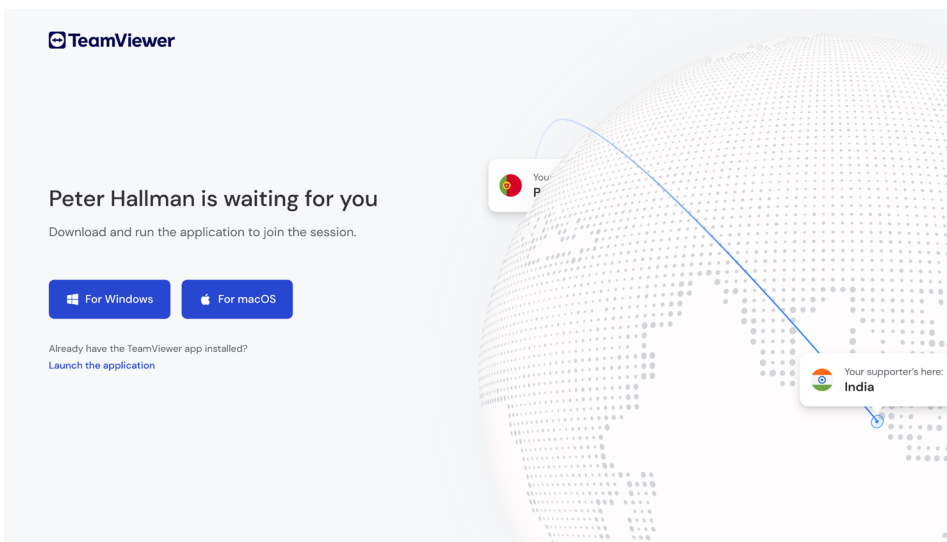 TeamViewer
Peter Hallman is waiting for you
Download and run the application to join the session.
For Windows
For macOS
Already have the TeamViewer app installed?
Launch the application
Your supporter's here:
India